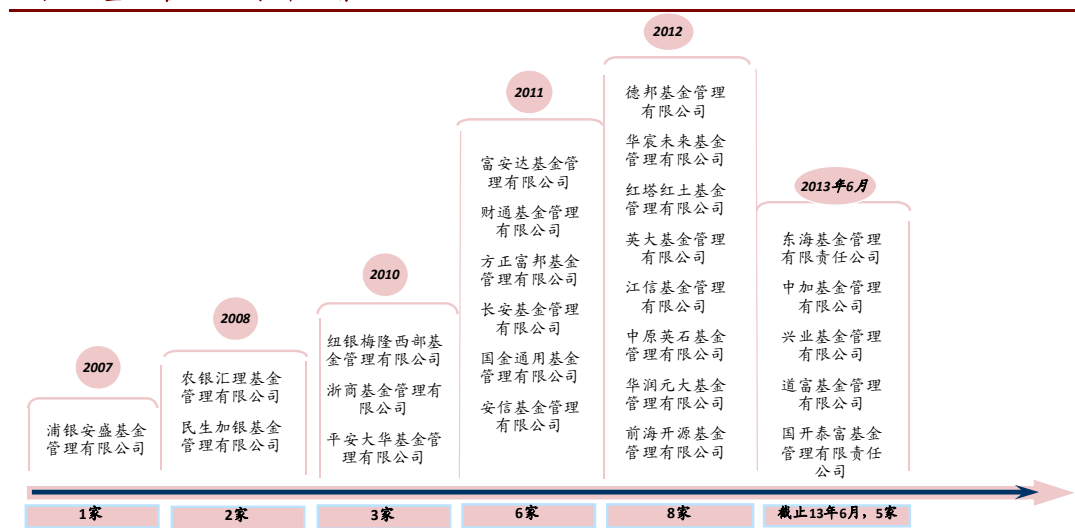 2007
浦银安盛基金
管理有限公司
2008
农银汇理基金
管理有限公司
民生加银基金
管理有限公司
2010
纽银梅隆西部基
金管理有限公司
浙商基金管理有
限公司
平安大华基金管
理有限公司
2011
富安达基金管
理有限公司
财通基金管理
有限公司
方正富邦基金
管理有限公司
长安基金管理
有限公司
国金通用基金
管理有限公司
安信基金管理
有限公司
2012
德邦基金管理
有限公司
华宸未来基金
管理有限公司
红塔红土基金
管理有限公司
英大基金管理
有限公司
江信基金管理
有限公司
中原英石基金
管理有限公司
华润元大基金
管理有限公司
前海开源基金
管理有限公司
2013年6月
东海基金管理
有限责任公司
中加基金管理
有限公司
兴业基金管理
有限公司
道富基金管理
有限公司
国开泰富基金
管理有限责任
公司
1家
2家
3家
6家
8家
截止13年6月，5家